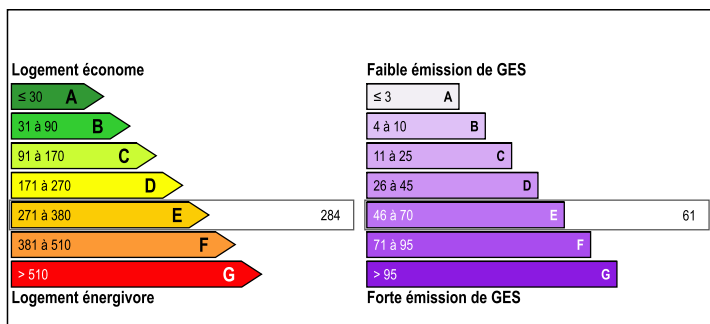 Logement économe
≤ 30 A
31 à 90 B
91 à 170 C
171 à 270 D
271 à 380 E 284
381 à 510 F
> 510 G
Logement énergivore
Faible émission de GES
≤ 3 A
4 à 10 B
11 à 25 C
26 à 45 D
46 à 70 E 61
71 à 95 F
> 95 G
Forte émission de GES